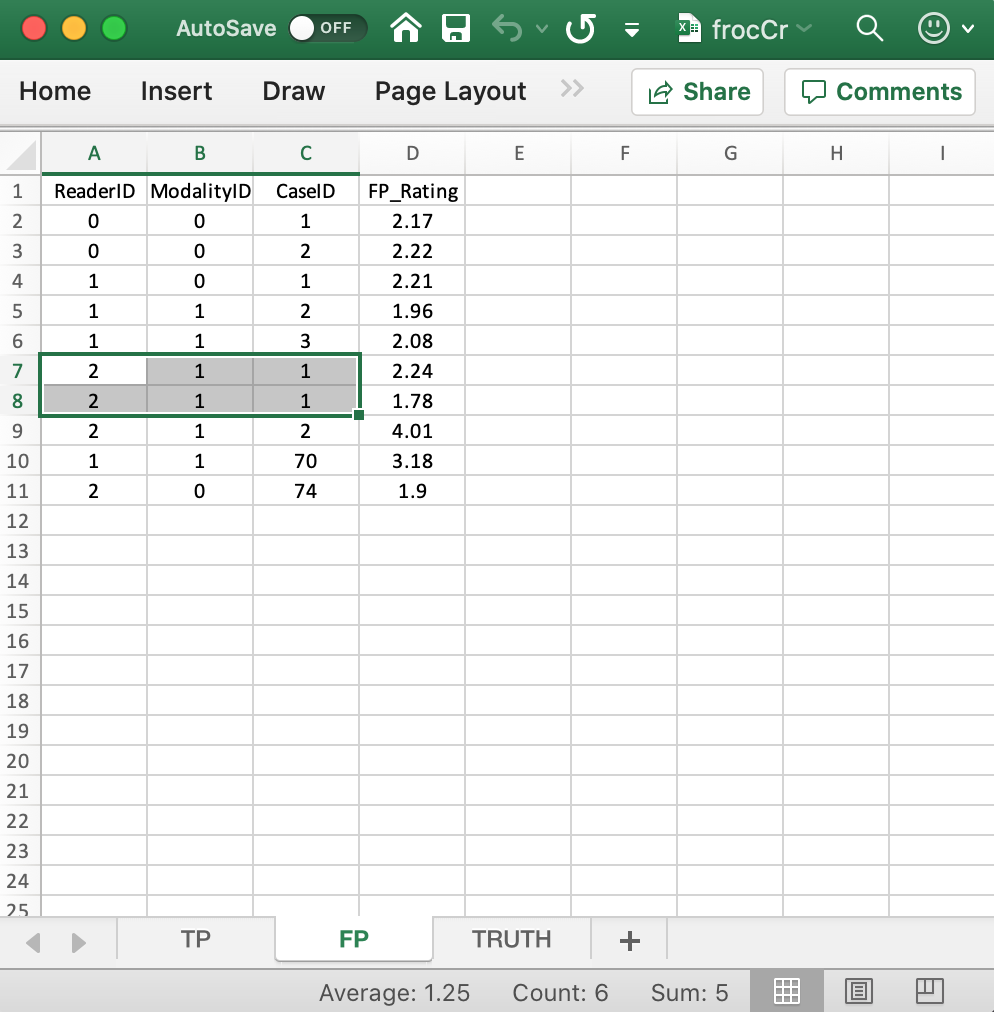 AutoSave OFF frocCr
Home Insert Draw Page Layout Share Comments
A B C D E F G H I
1 ReaderID ModalityID CaseID FP_Rating
2 0 0 1 2.17
3 0 0 2 2.22
4 1 0 1 2.21
5 1 1 2 1.96
6 1 1 3 2.08
7 2 1 1 2.24
8 2 1 1 1.78
9 2 1 2 4.01
10 1 1 70 3.18
11 2 0 74 1.9
12
13
14
15
16
17
18
19
20
21
22
23
24
25
TP FP TRUTH +
Average: 1.25 Count: 6 Sum: 5